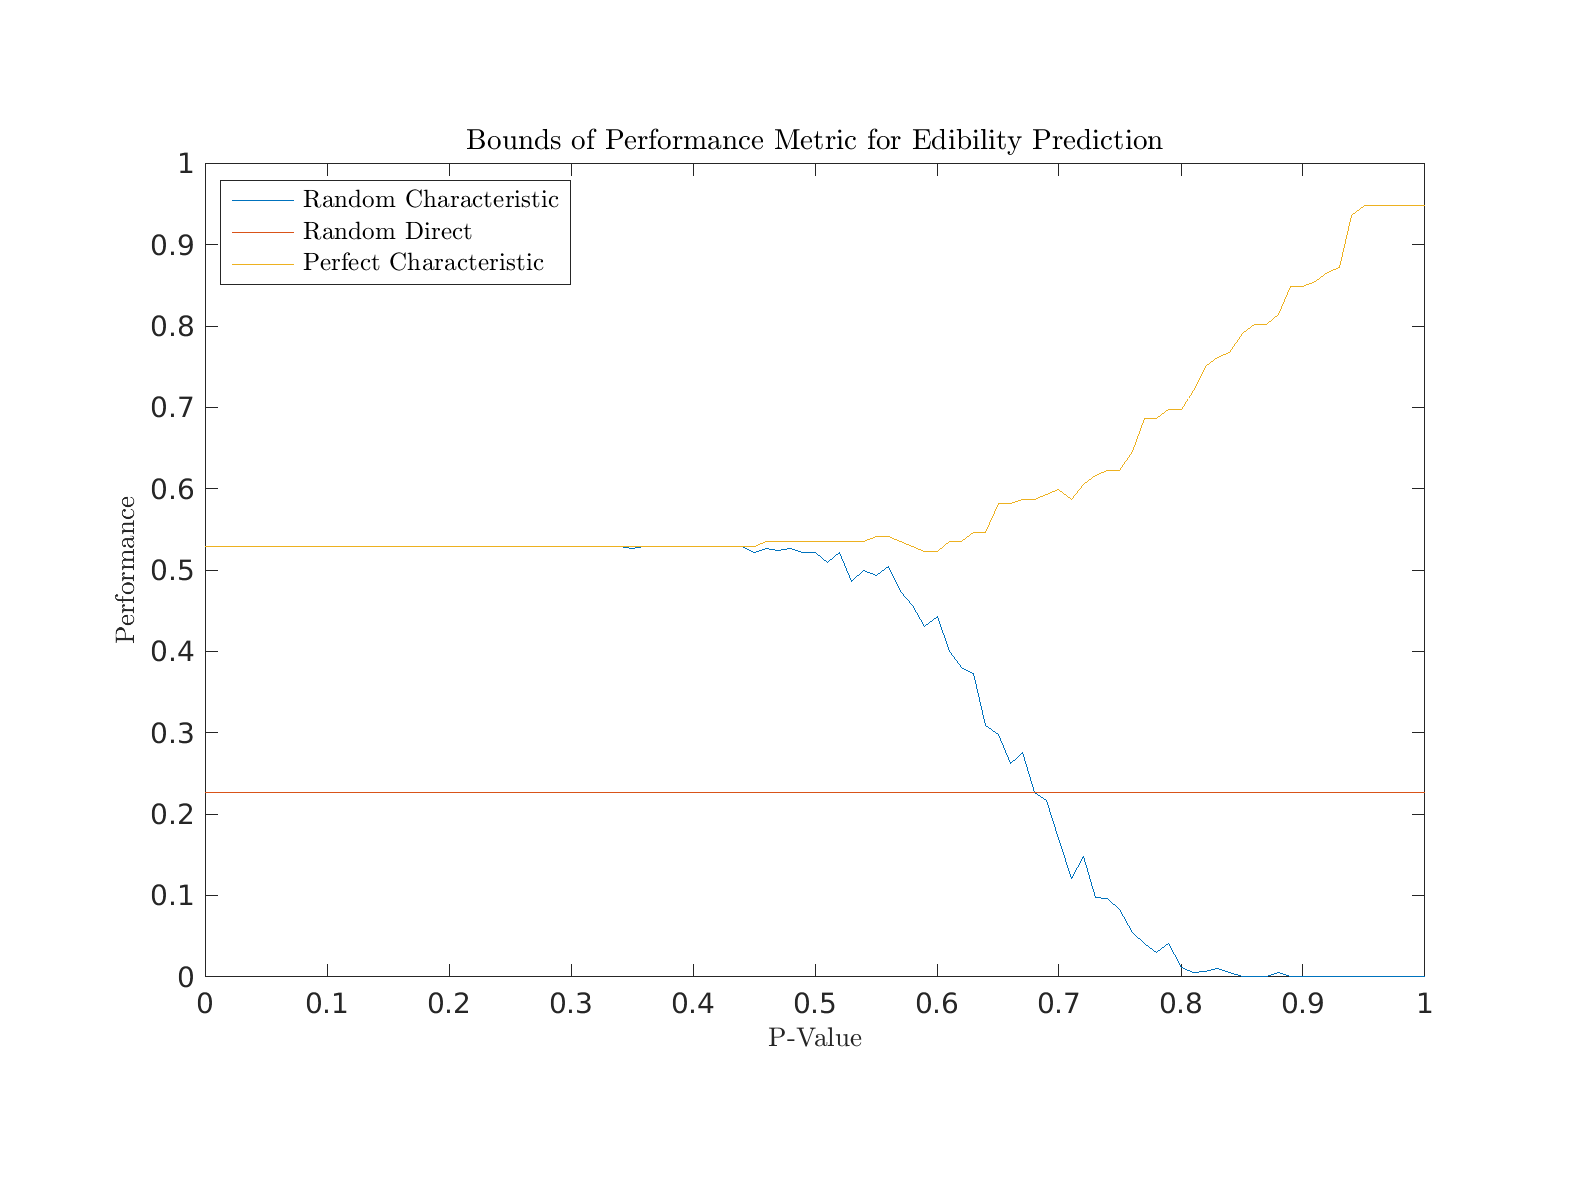 Bounds of Performance Metric for Edibility Prediction
1
0.9
0.8
0.7
0.6
0.5
0.4
0.3
0.2
0.1
0
Random Characteristic
Random Direct
Perfect Characteristic
Performance
0 0.1 0.2 0.3 0.4 0.5 0.6 0.7 0.8 0.9 1
P-Value